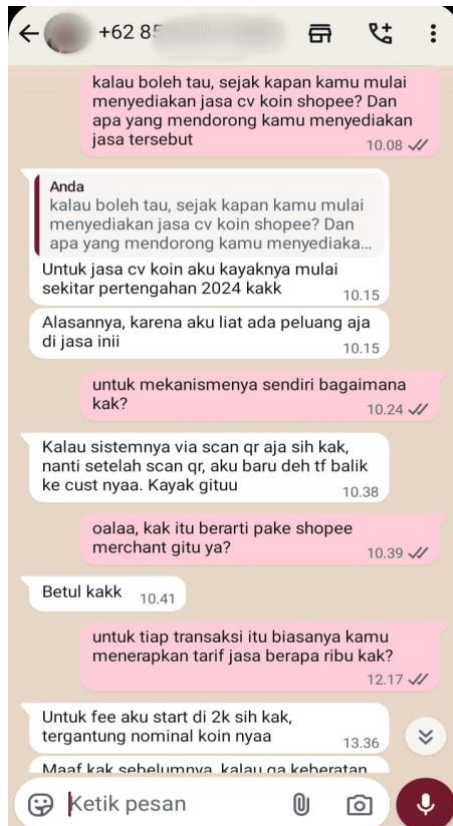 +62 85
kalau boleh tau, sejak kapan kamu mulai
menyediakan jasa cv koin shopee? Dan
apa yang mendorong kamu menyediakan
jasa tersebut
10.08
Anda
kalau boleh tau, sejak kapan kamu mulai
menyediakan jasa cv koin shopee? Dan
apa yang mendorong kamu menyediaka...
Untuk jasa cv koin aku kayaknya mulai
sekitar pertengahan 2024 kakk
10.15
Alasannya, karena aku liat ada peluang aja
di jasa inii
10.15
untuk mekanismenya sendiri bagaimana
kak?
10.24
Kalau sistemnya via scan qr aja sih kak,
nanti setelah scan qr, aku baru deh tf balik
ke cust nyaa. Kayak gituu
10.38
oalaa, kak itu berarti pake shopee
merchant gitu ya?
10.39
Betul kakk
10.41
untuk tiap transaksi itu biasanya kamu
menerapkan tarif jasa berapa ribu kak?
12.17
Untuk fee aku start di 2k sih kak,
tergantung nominal koin nyaa
13.36
Maaf kak sebelumnya, kalau ga keberatan
Ketik pesan